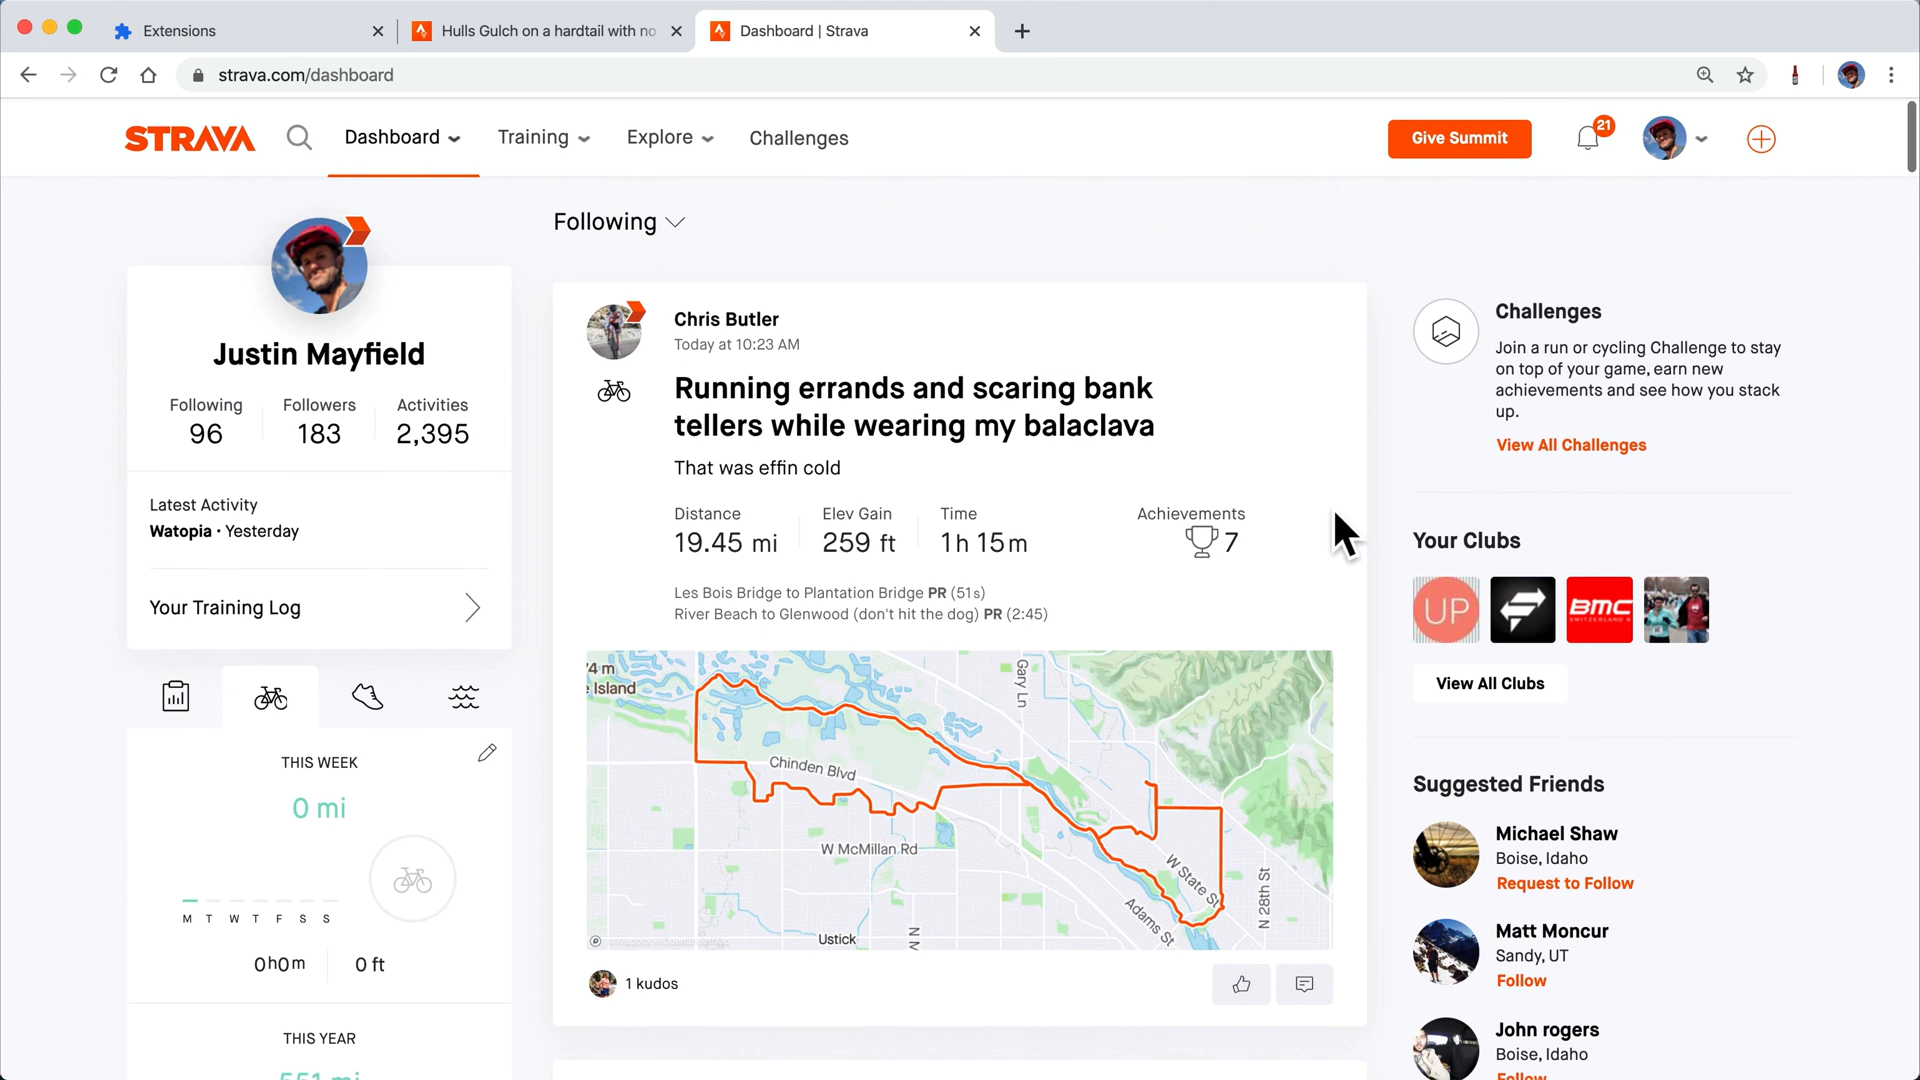 Extensions
Hulls Gulch on a hardtail with no
Dashboard | Strava
strava.com/dashboard
STRAVA
Dashboard
Training
Explore
Challenges
Give Summit
21
Following
Justin Mayfield
Following
Followers
Activities
96
183
2,395
Latest Activity
Watopia • Yesterday
Your Training Log
THIS WEEK
0 mi
M T W T F S S
0h0m
0 ft
THIS YEAR
551 mi
Chris Butler
Today at 10:23 AM
Running errands and scaring bank
tellers while wearing my balaclava
That was effin cold
Distance
Elev Gain
Time
Achievements
19.45 mi
259 ft
1h 15m
7
Les Bois Bridge to Plantation Bridge PR (51s)
River Beach to Glenwood (don't hit the dog) PR (2:45)
Island
Gary Ln
Chinden Blvd
W McMillan Rd
W State St
N 28th St
Adams St
Ustick
1 kudos
Challenges
Join a run or cycling Challenge to stay
on top of your game, earn new
achievements and see how you stack
up.
View All Challenges
Your Clubs
UP
BMC
SWITZERLAND
View All Clubs
Suggested Friends
Michael Shaw
Boise, Idaho
Request to Follow
Matt Moncur
Sandy, UT
Follow
John rogers
Boise, Idaho
Follow